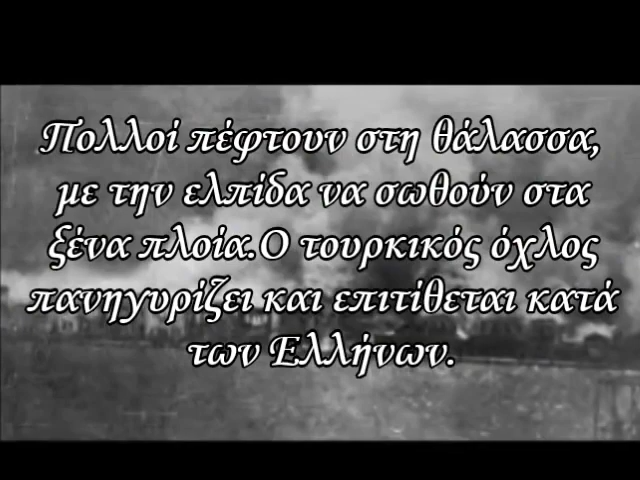 Πολλοί πέφτουν στη θάλασσα,
με την ελπίδα να σωθούν στα
ξένα πλοία.Ο τουρκικός όχλος
πανηγυρίζει και επιτίθεται κατά
των Ελλήνων.